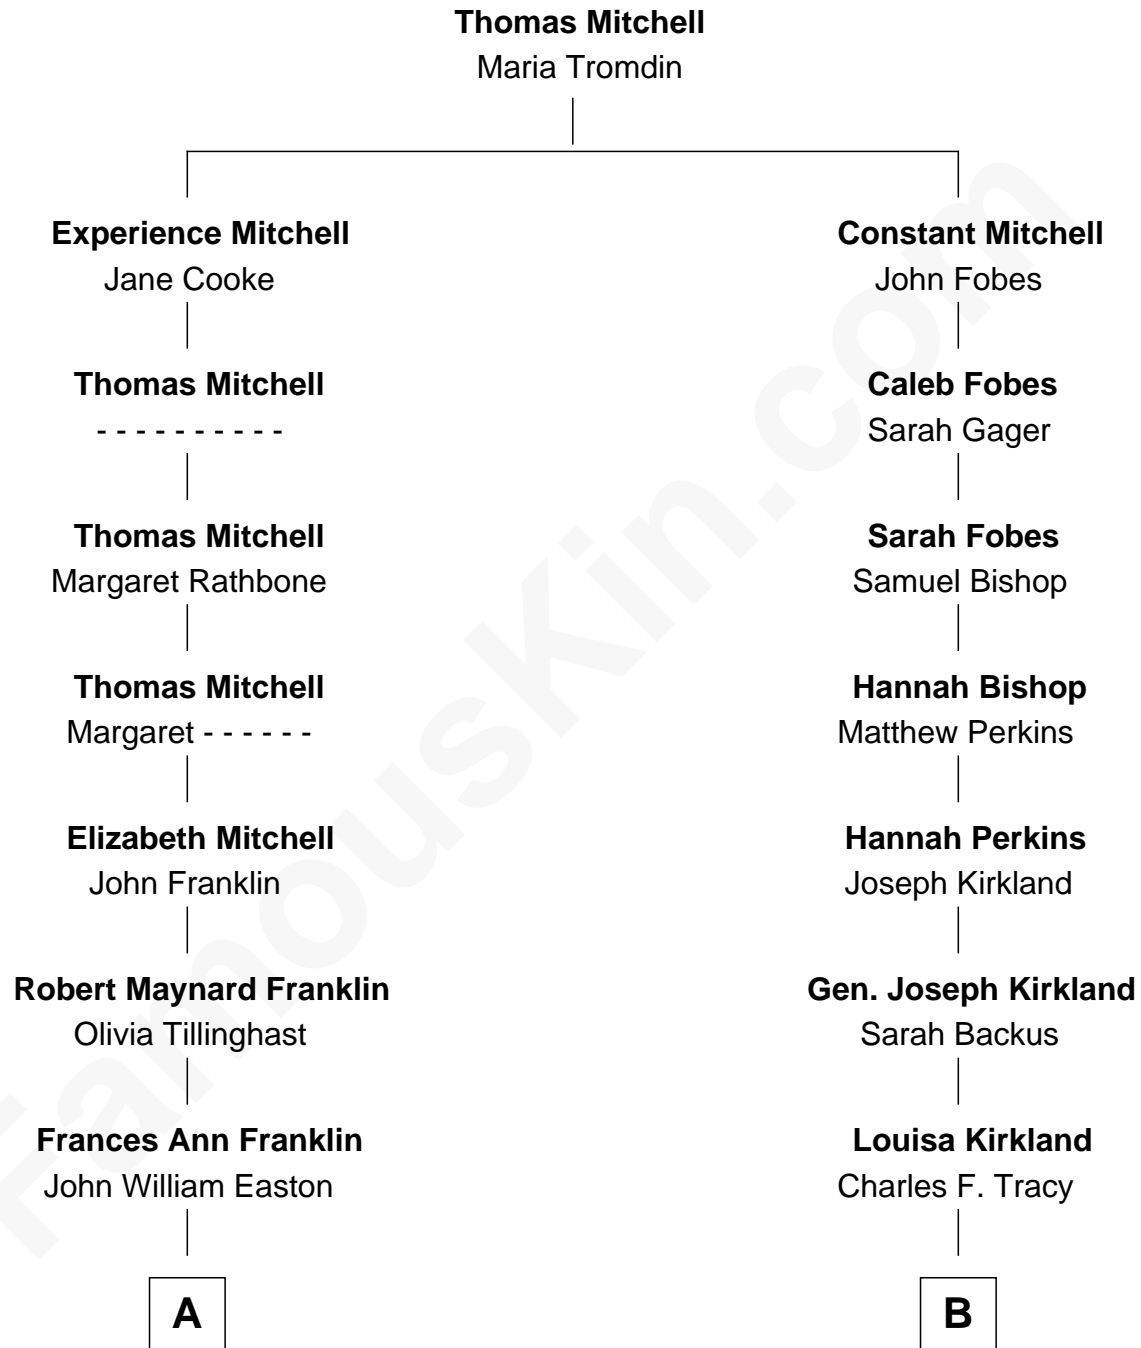 Thomas Mitchell
Maria Tromdin
Experience Mitchell
Jane Cooke
Constant Mitchell
John Fobes
Thomas Mitchell
- - - - - - - - - -
Caleb Fobes
Sarah Gager
Thomas Mitchell
Margaret Rathbone
Sarah Fobes
Samuel Bishop
Thomas Mitchell
Margaret - - - - - -
Hannah Bishop
Matthew Perkins
Elizabeth Mitchell
John Franklin
Hannah Perkins
Joseph Kirkland
Robert Maynard Franklin
Olivia Tillinghast
Gen. Joseph Kirkland
Sarah Backus
Frances Ann Franklin
John William Easton
Louisa Kirkland
Charles F. Tracy
A
B
FamousKin.com